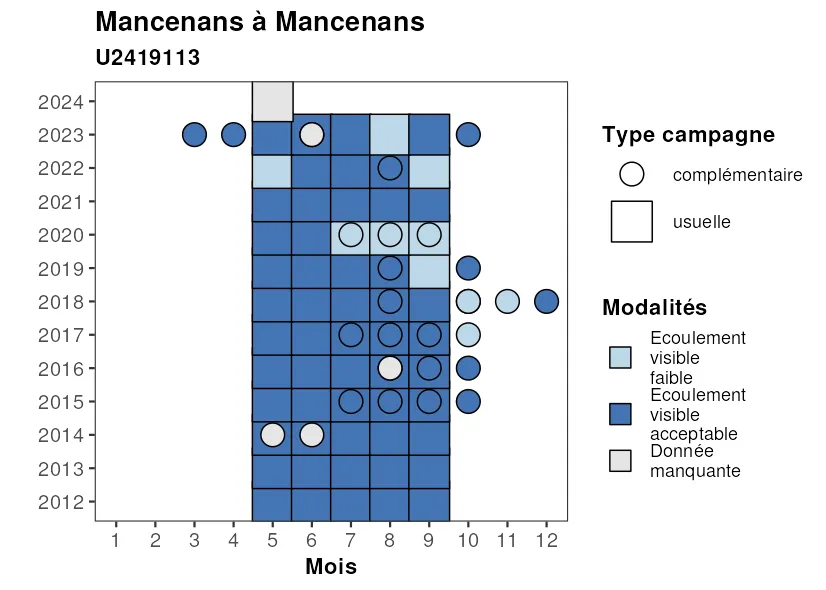 Mancenans à Mancenans
U2419113
2024
2023
2022
2021
2020
2019
2018
2017
2016
2015
2014
2013
2012
1 2 3 4 5 6 7 8 9 10 11 12
Mois
Type campagne
complémentaire
usuelle
Modalités
Ecoulement
visible
faible
Ecoulement
visible
acceptable
Donnée
manquante